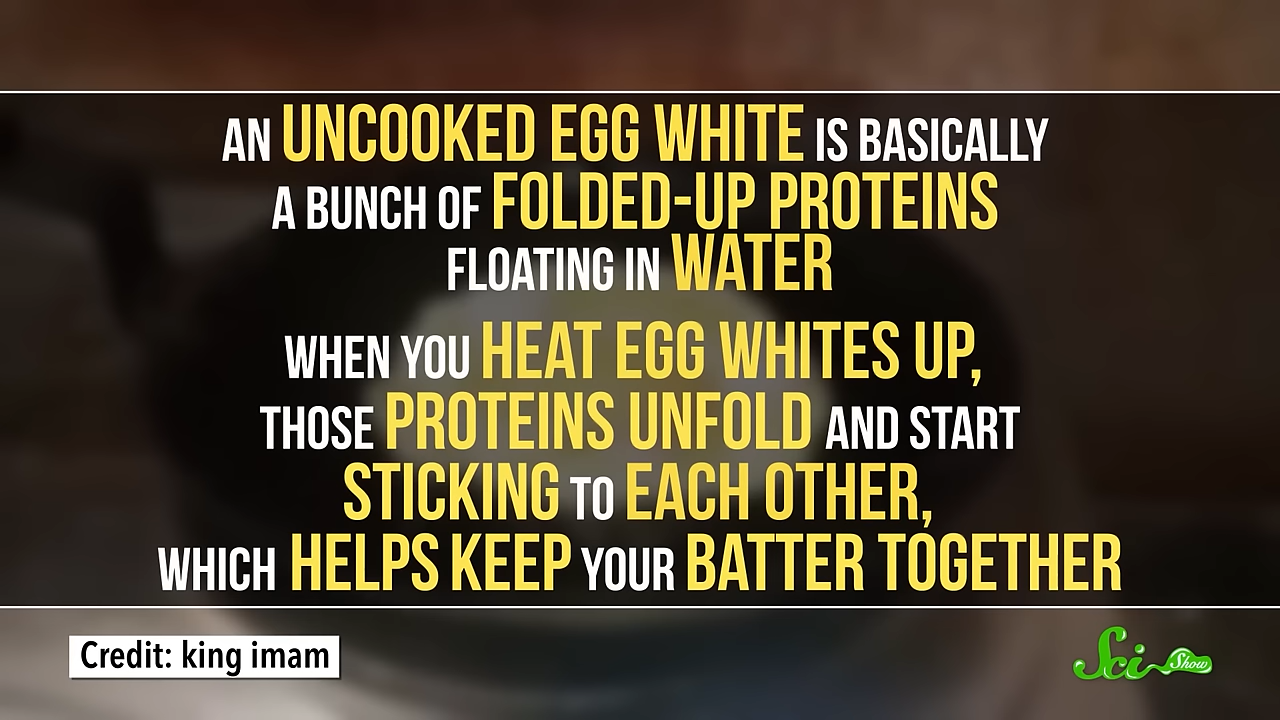 AN UNCOOKED EGG WHITE IS BASICALLY
A BUNCH OF FOLDED-UP PROTEINS
FLOATING IN WATER
WHEN YOU HEAT EGG WHITES UP,
THOSE PROTEINS UNFOLD AND START
STICKING TO EACH OTHER,
WHICH HELPS KEEP YOUR BATTER TOGETHER
Credit: king imam
Sci Show